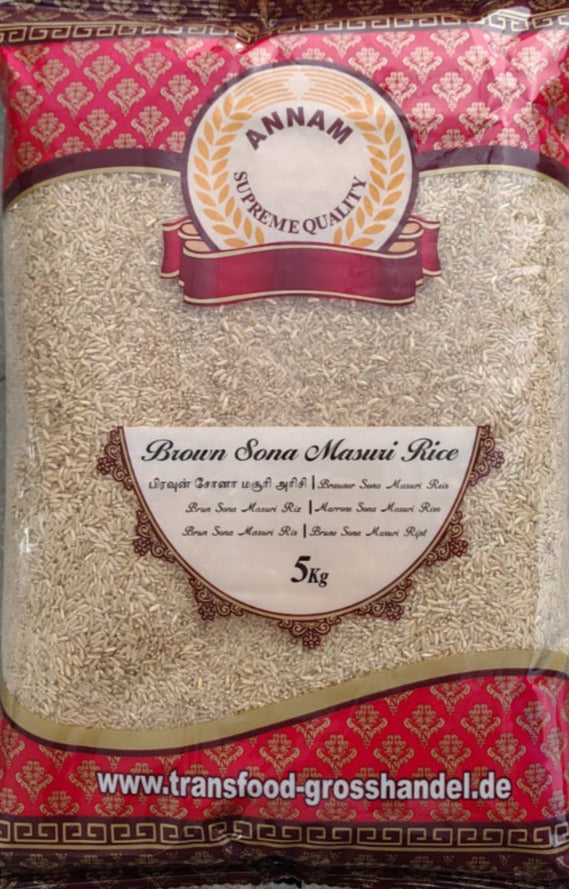 ANNAM
SUPREME QUALITY
Brown Sona Masuri Rice
பிரவுன் சோனா மசூரி அரிசி | Brauner Sona Masuri Reis
Brun Sona Masuri Riz | Marrone Sona Masuri Riso
Brun Sona Masuri Ris | Brune Sona Masuri Rijst
5Kg
www.transfood-grosshandel.de